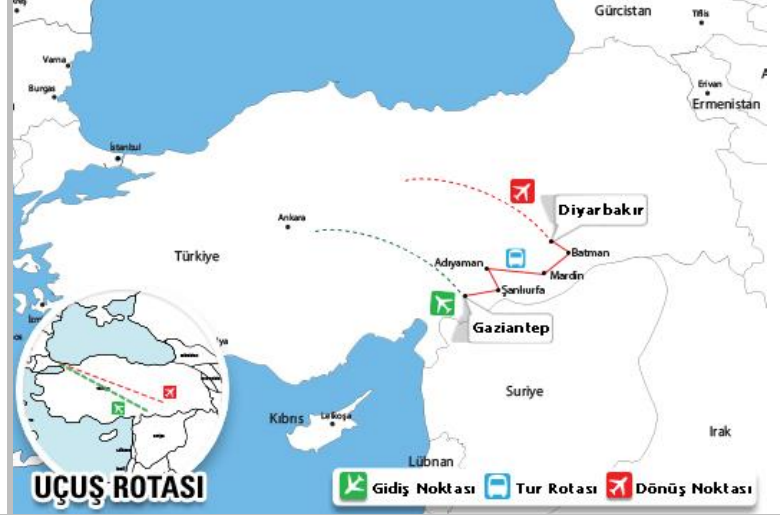 Gürcistan
Tiflis
Varna
Burgas
Erivan
Ermenistan
İstanbul
Diyarbakır
Ankara
Batman
Türkiye
Adıyaman
Mardin
Şanlıurfa
Gaziantep
Suriye
Kıbrıs
Lefkoşa
Irak
Lübnan
UÇUŞ ROTASI
Gidiş Noktası
Tur Rotası
Dönüş Noktası